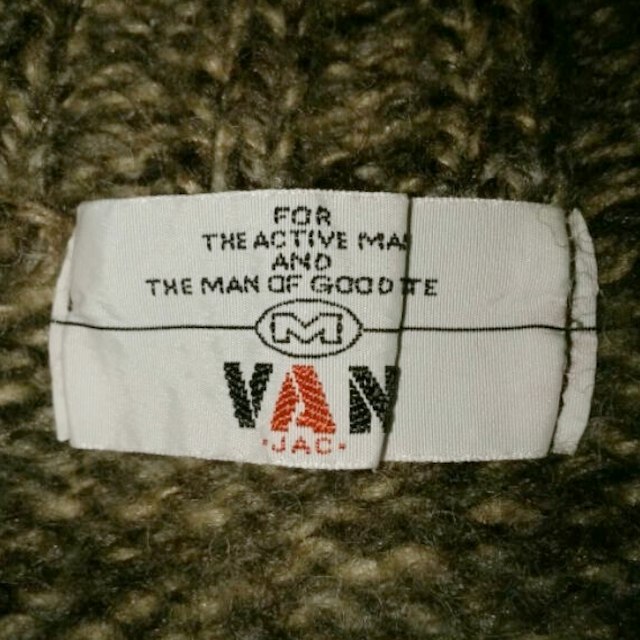 FOR
THE ACTIVE MA
AND
THE MAN OF GOOD TE
M
VAN
·JAC·